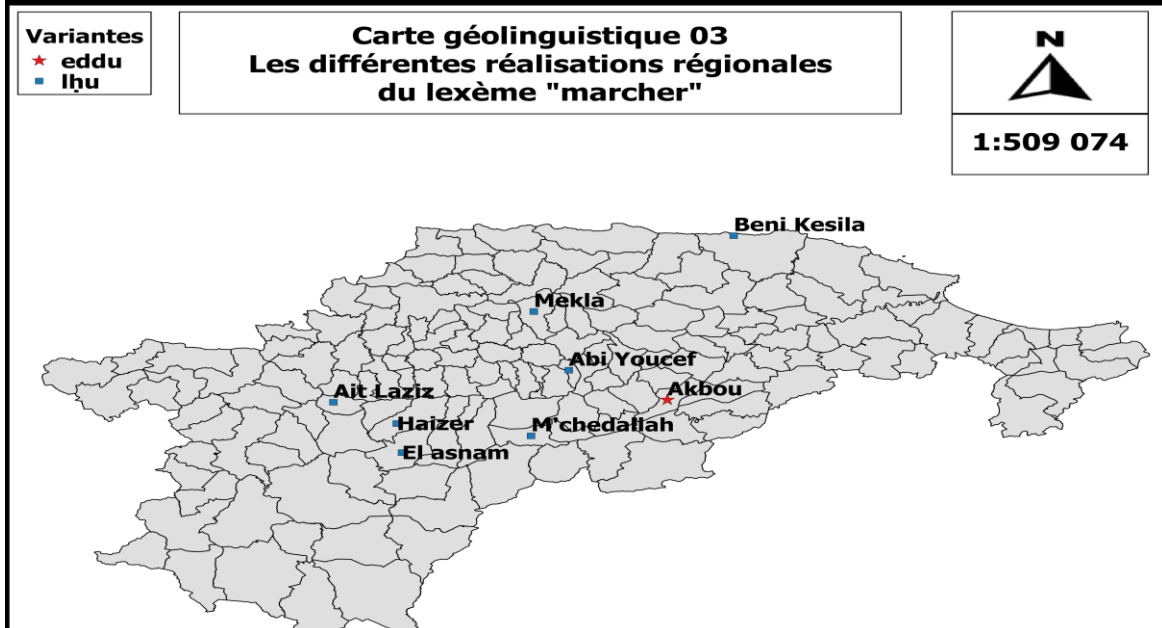 Variantes
eddu
lḥu
Carte géolinguistique 03
Les différentes réalisations régionales
du lexème "marcher"
N
1:509 074
Beni Kesila
Mekla
Abi Youcef
Akbou
Ait Laziz
Haizer
M'chedallah
El asnam